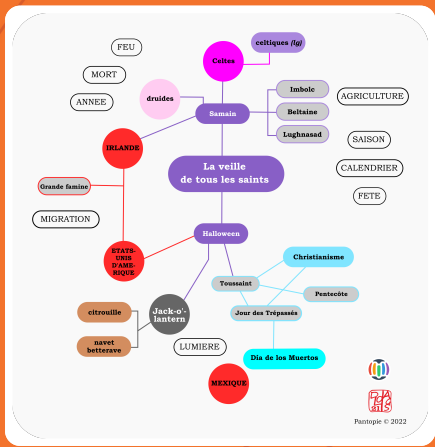 FEU
celtiques (lg)
Celtes
MORT
Imbolc
druides
ANNEE
AGRICULTURE
Samain
Beltaine
Lughnasad
SAISON
IRLANDE
La veille
de tous les saints
CALENDRIER
Grande famine
FETE
MIGRATION
Halloween
ETATS-
UNIS
D'AME-
RIQUE
Christianisme
Toussaint
Pentecôte
citrouille
Jack-o'-
lantern
Jour des Trépassés
navet
betterave
LUMIERE
Dia de los Muertos
MEXIQUE
Pantopie © 2022